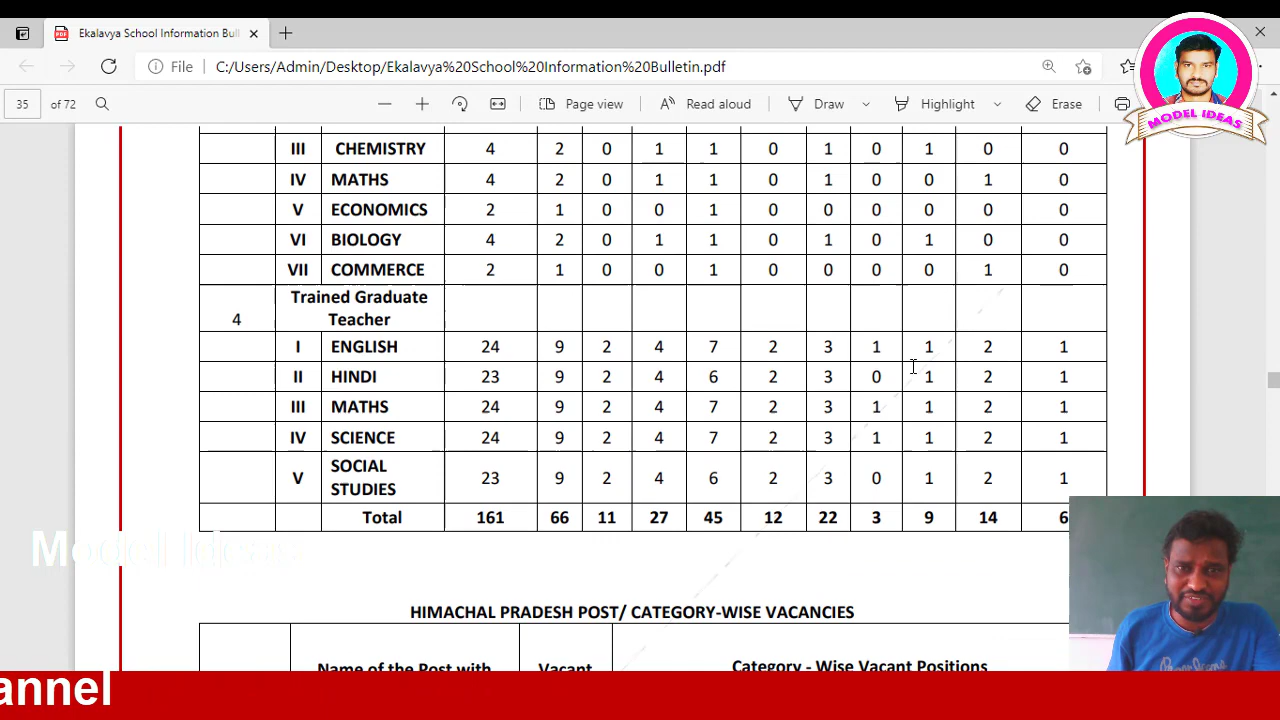 Ekalavya School Information Bull
File C:/Users/Admin/Desktop/Ekalavya%20School%20Information%20Bulletin.pdf
35 of 72 Page view Read aloud Draw Highlight Erase
MODEL IDEAS
III CHEMISTRY 4 2 0 1 1 0 1 0 1 0 0
IV MATHS 4 2 0 1 1 0 1 0 0 1 0
V ECONOMICS 2 1 0 0 1 0 0 0 0 0 0
VI BIOLOGY 4 2 0 1 1 0 1 0 1 0 0
VII COMMERCE 2 1 0 0 1 0 0 0 0 1 0
Trained Graduate
4 Teacher
I ENGLISH 24 9 2 4 7 2 3 1 1 2 1
II HINDI 23 9 2 4 6 2 3 0 1 2 1
III MATHS 24 9 2 4 7 2 3 1 1 2 1
IV SCIENCE 24 9 2 4 7 2 3 1 1 2 1
SOCIAL
V 23 9 2 4 6 2 3 0 1 2 1
STUDIES
Total 161 66 11 27 45 12 22 3 9 14 6
Model Ideas
HIMACHAL PRADESH POST/ CATEGORY-WISE VACANCIES
Name of the Post with Vacant Category - Wise Vacant Positions
annel